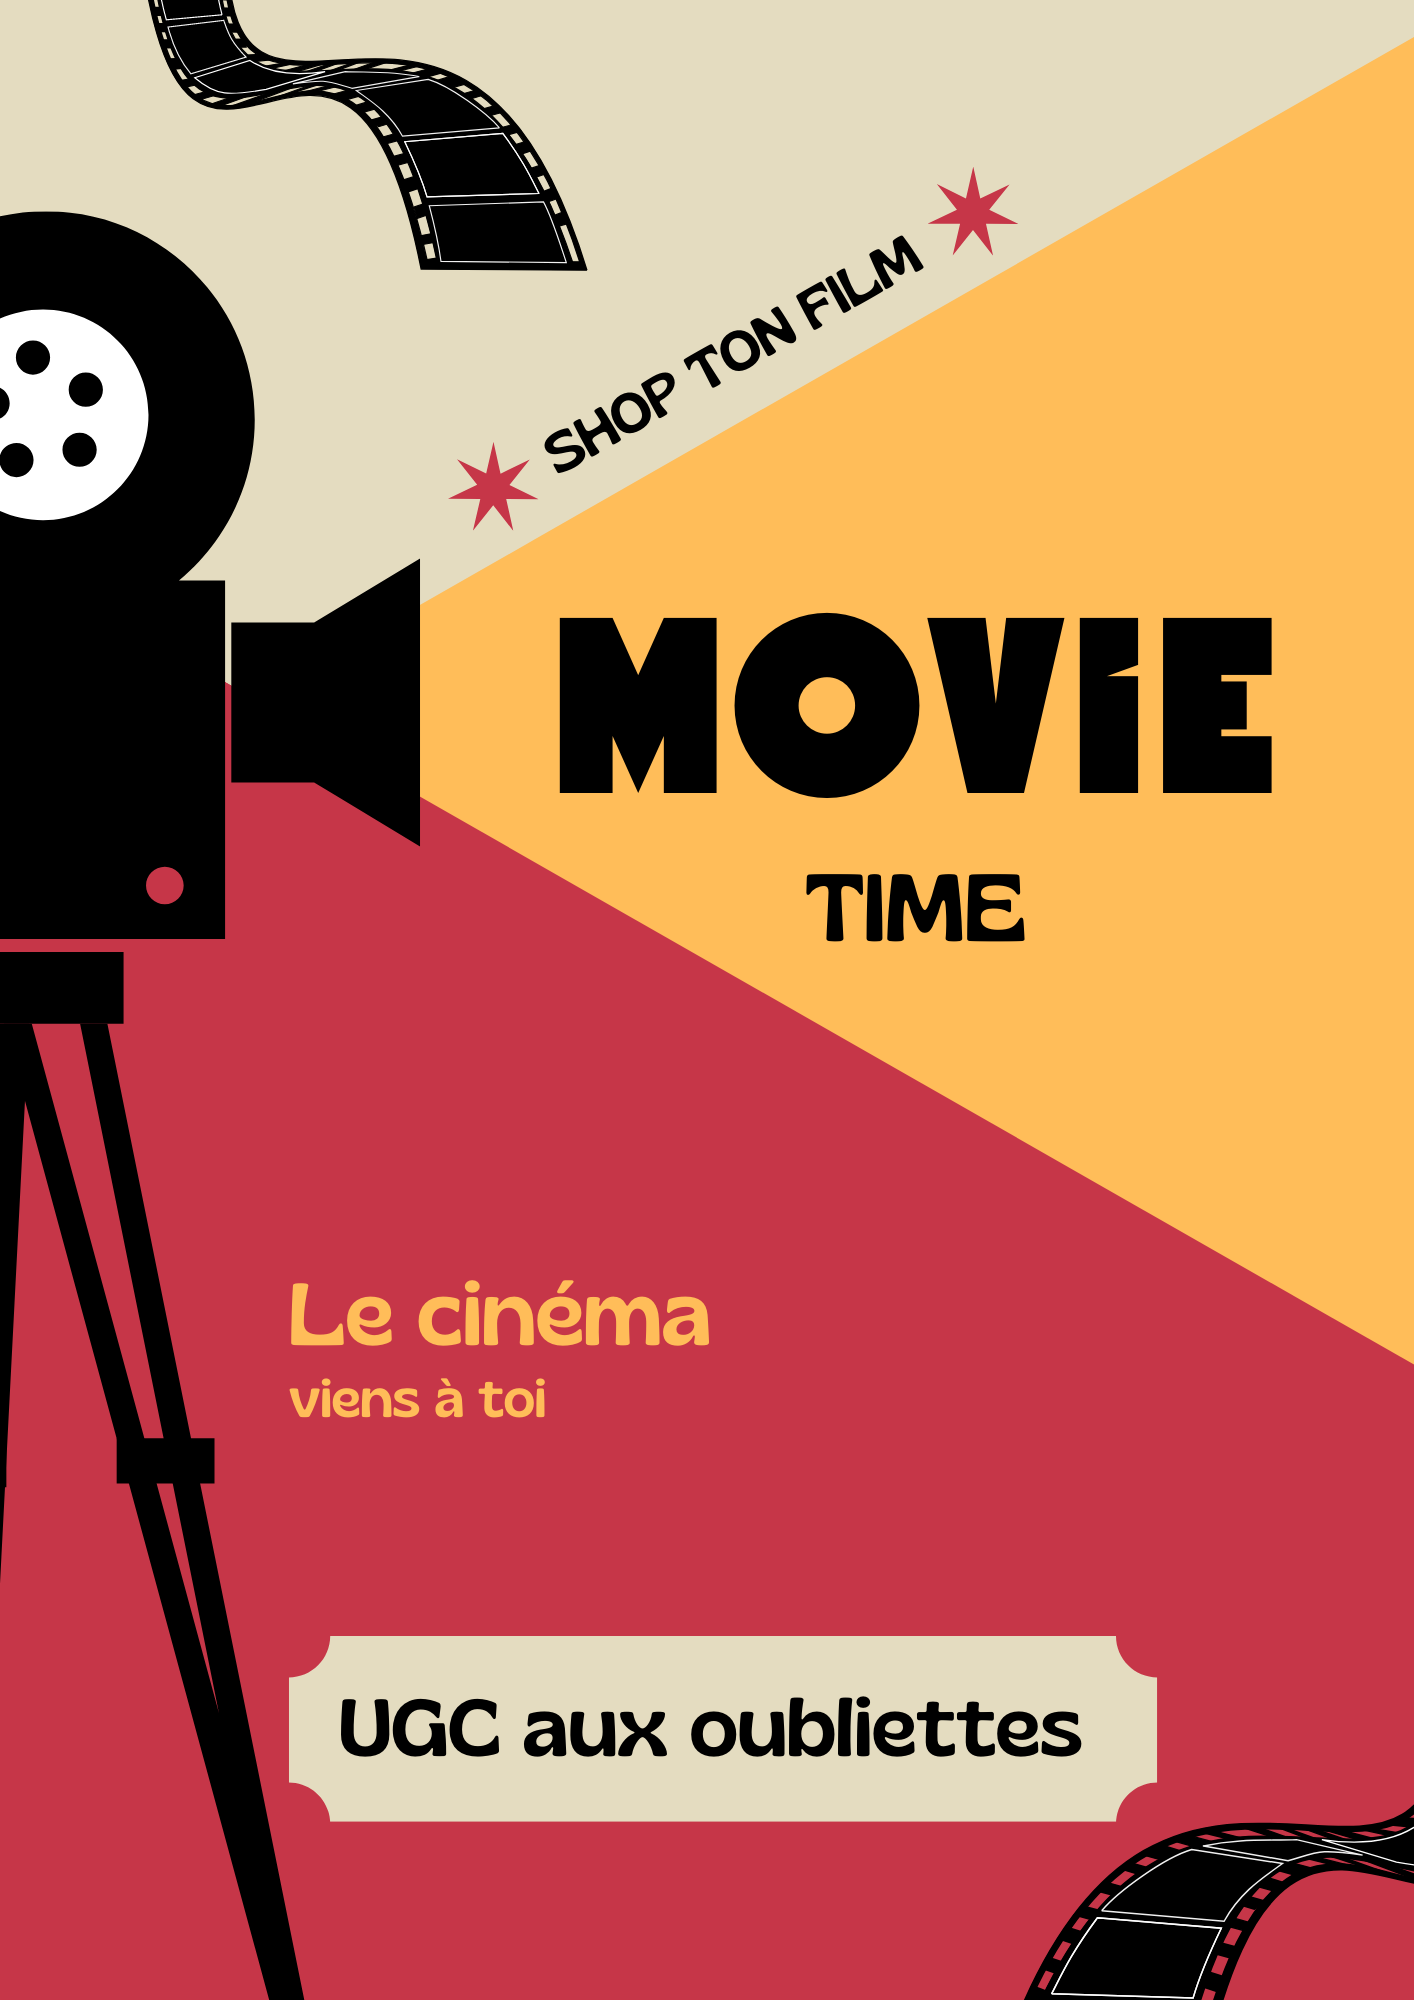 SHOP TON FILM
MOVIE
TIME
Le cinéma
viens à toi
UGC aux oubliettes